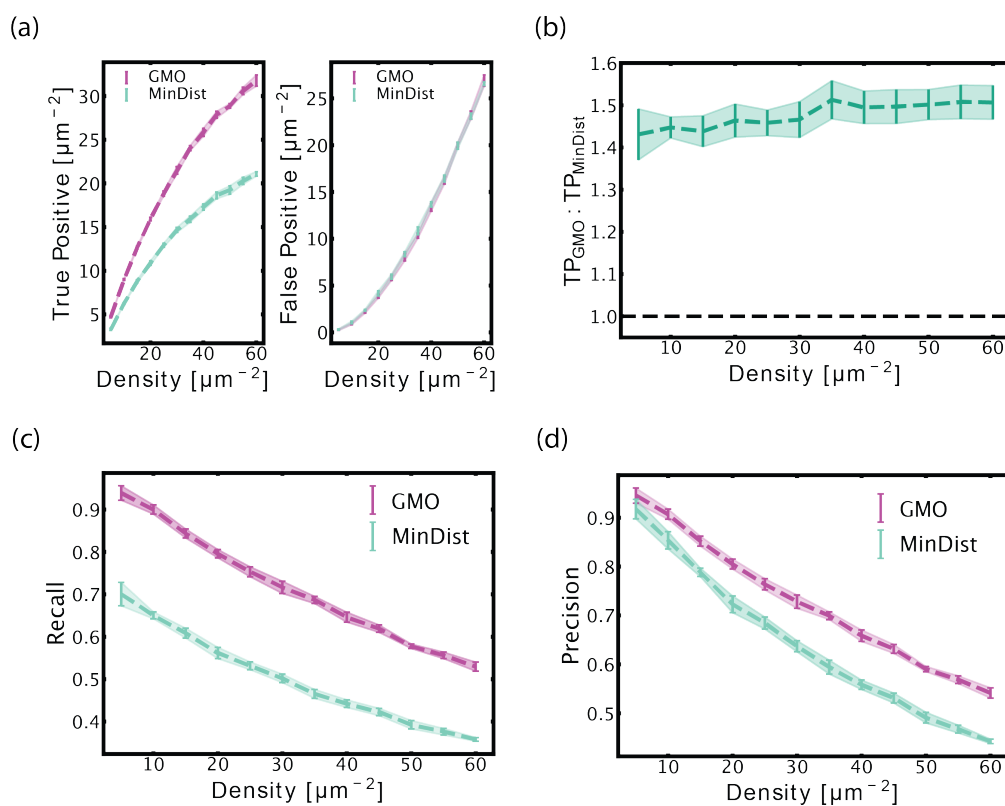 (a)
GMO
MinDist
30
25
20
15
10
5
True Positive [μm⁻²]
20
40
60
Density [μm⁻²]
GMO
MinDist
25
20
15
10
5
0
False Positive [μm⁻²]
20
40
60
Density [μm⁻²]
(b)
1.6
1.5
1.4
1.3
1.2
1.1
1.0
TP_GMO : TP_MinDist
10
20
30
40
50
60
Density [μm⁻²]
(c)
GMO
MinDist
0.9
0.8
0.7
0.6
0.5
0.4
Recall
10
20
30
40
50
60
Density [μm⁻²]
(d)
GMO
MinDist
0.9
0.8
0.7
0.6
0.5
Precision
10
20
30
40
50
60
Density [μm⁻²]